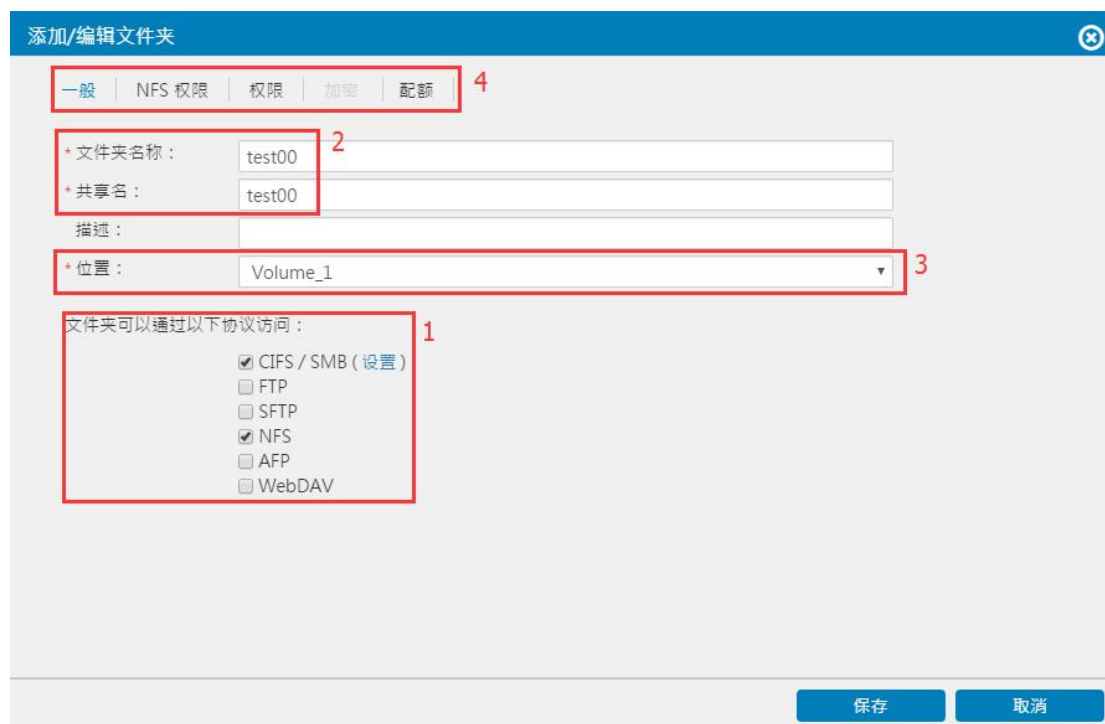 添加/编辑文件夹
一般 NFS 权限 权限 加密 配额 4
* 文件夹名称： test00 2
* 共享名： test00
描述：
* 位置： Volume_1 3
文件夹可以通过以下协议访问： 1
CIFS / SMB ( 设置 )
FTP
SFTP
NFS
AFP
WebDAV
保存 取消